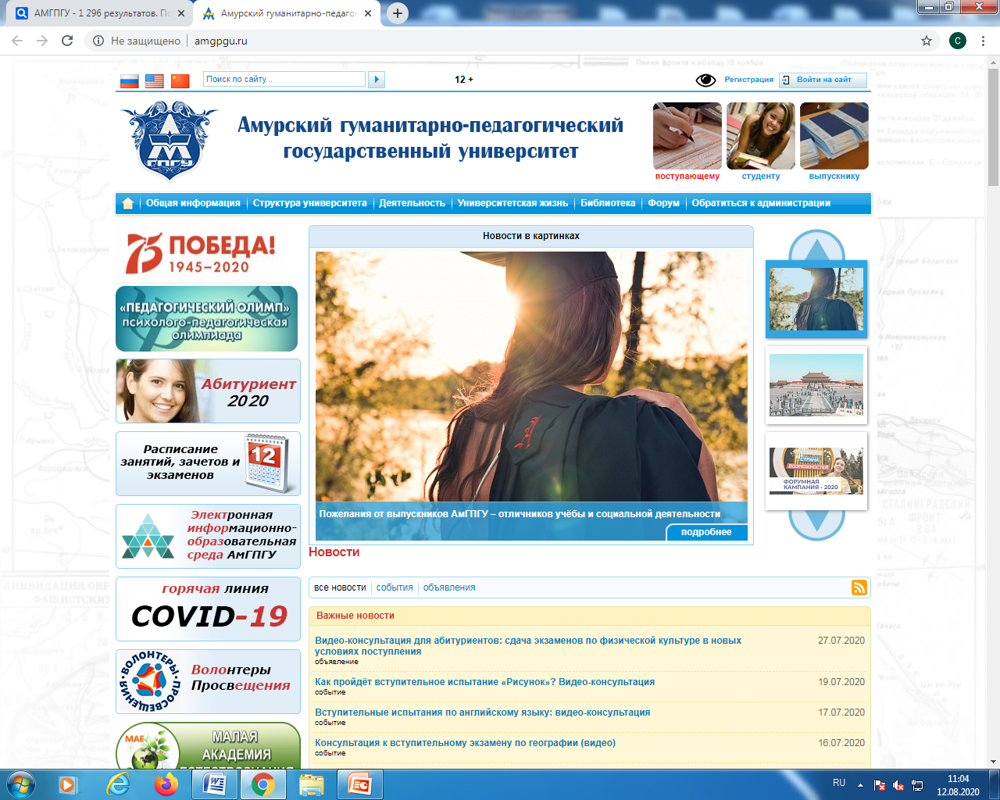 АМГПГУ - 1 296 результатов. По
Амурский гуманитарно-педагог
Не защищено
amgpgu.ru
C
Поиск по сайту...
12 +
Регистрация
Войти на сайт
ГПГУ
Амурский гуманитарно-педагогический
государственный университет
поступающему
студенту
выпускнику
Общая информация
Структура университета
Деятельность
Университетская жизнь
Библиотека
Форум
Обратиться к администрации
75 ПОБЕДА!
1945–2020
«ПЕДАГОГИЧЕСКИЙ ОЛИМП»
психолого-педагогическая
олимпиада
Абитуриент
2020
Расписание
занятий, зачетов и
экзаменов
12
Электронная
информационно-
образовательная
среда АмГПГУ
горячая линия
COVID-19
ВОЛОНТЕРЫ ПРОСВЕЩЕНИЯ
Волонтеры
Просвещения
МАЕ
МАЛАЯ
АКАДЕМИЯ
ЕСТЕСТВОЗНАНИЯ
Новости в картинках
Пожелания от выпускников АмГПГУ – отличников учёбы и социальной деятельности
подробнее
СТРАНА
ВОЗМОЖНОСТЕЙ
ФОРУМНАЯ
КАМПАНИЯ - 2020
Новости
все новости
события
объявления
Важные новости
Видео-консультация для абитуриентов: сдача экзаменов по физической культуре в новых
условиях поступления
27.07.2020
объявление
Как пройдёт вступительное испытание «Рисунок»? Видео-консультация
19.07.2020
событие
Вступительные испытания по английскому языку: видео-консультация
17.07.2020
событие
Консультация к вступительному экзамену по географии (видео)
16.07.2020
событие
СТАЛИНГРАДСКИЙ
ФРОНТ
RU
11:04
12.08.2020